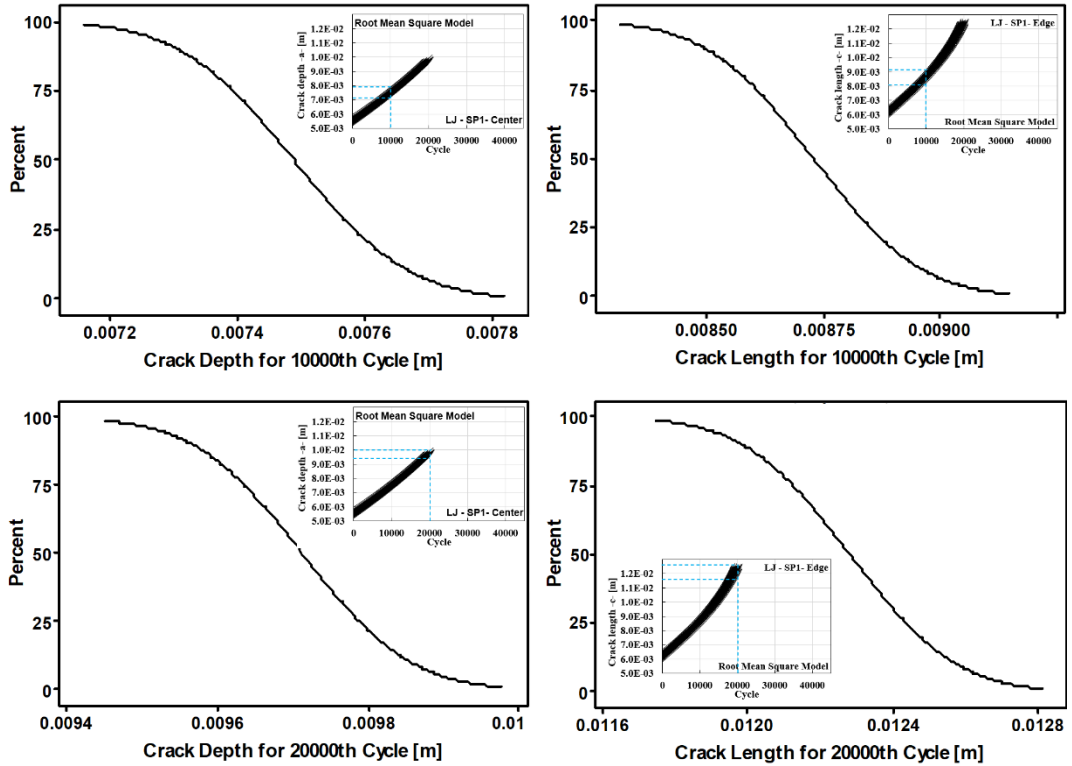 100
75
50
25
0
Percent
0.0072
0.0074
0.0076
0.0078
Crack Depth for 10000th Cycle [m]
Root Mean Square Model
Crack depth -a- [m]
1.2E-02
1.1E-02
1.0E-02
9.0E-03
8.0E-03
7.0E-03
6.0E-03
5.0E-03
LJ - SP1- Center
0
10000
20000
30000
40000
Cycle
100
75
50
25
0
Percent
0.00850
0.00875
0.00900
Crack Length for 10000th Cycle [m]
LJ - SP1- Edge
Crack length -c- [m]
1.2E-02
1.1E-02
1.0E-02
9.0E-03
8.0E-03
7.0E-03
6.0E-03
5.0E-03
Root Mean Square Model
0
10000
20000
30000
40000
Cycle
100
75
50
25
0
Percent
0.0094
0.0096
0.0098
0.01
Crack Depth for 20000th Cycle [m]
Root Mean Square Model
Crack depth -a- [m]
1.2E-02
1.1E-02
1.0E-02
9.0E-03
8.0E-03
7.0E-03
6.0E-03
5.0E-03
LJ - SP1- Center
0
10000
20000
30000
40000
Cycle
100
75
50
25
0
Percent
0.0116
0.0120
0.0124
0.0128
Crack Length for 20000th Cycle [m]
LJ - SP1- Edge
Crack length -c- [m]
1.2E-02
1.1E-02
1.0E-02
9.0E-03
8.0E-03
7.0E-03
6.0E-03
5.0E-03
Root Mean Square Model
0
10000
20000
30000
40000
Cycle